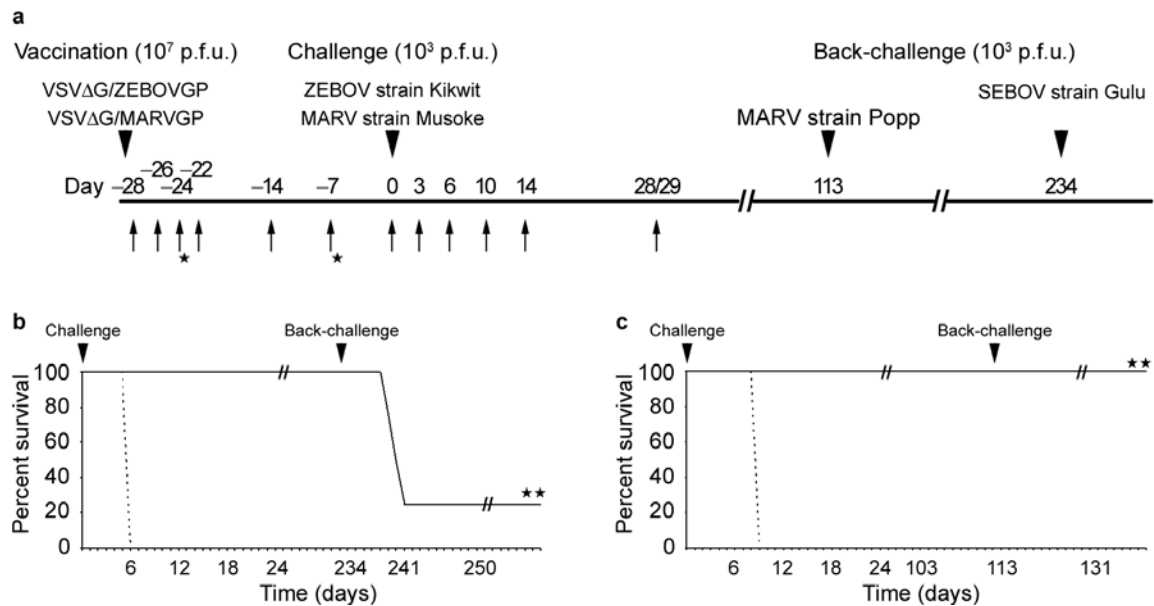 a
Vaccination (10⁷ p.f.u.) Challenge (10³ p.f.u.) Back-challenge (10³ p.f.u.)
VSVΔG/ZEBOVGP ZEBOV strain Kikwit SEBOV strain Gulu
VSVΔG/MARVGP MARV strain Musoke MARV strain Popp
–26 –22
Day –28 –24 –14 –7 0 3 6 10 14 28/29 113 234
b
Challenge Back-challenge
Percent survival
100
80
60
40
20
0
6 12 18 24 234 241 250
Time (days)
c
Challenge Back-challenge
Percent survival
100
80
60
40
20
0
6 12 18 24 103 113 131
Time (days)